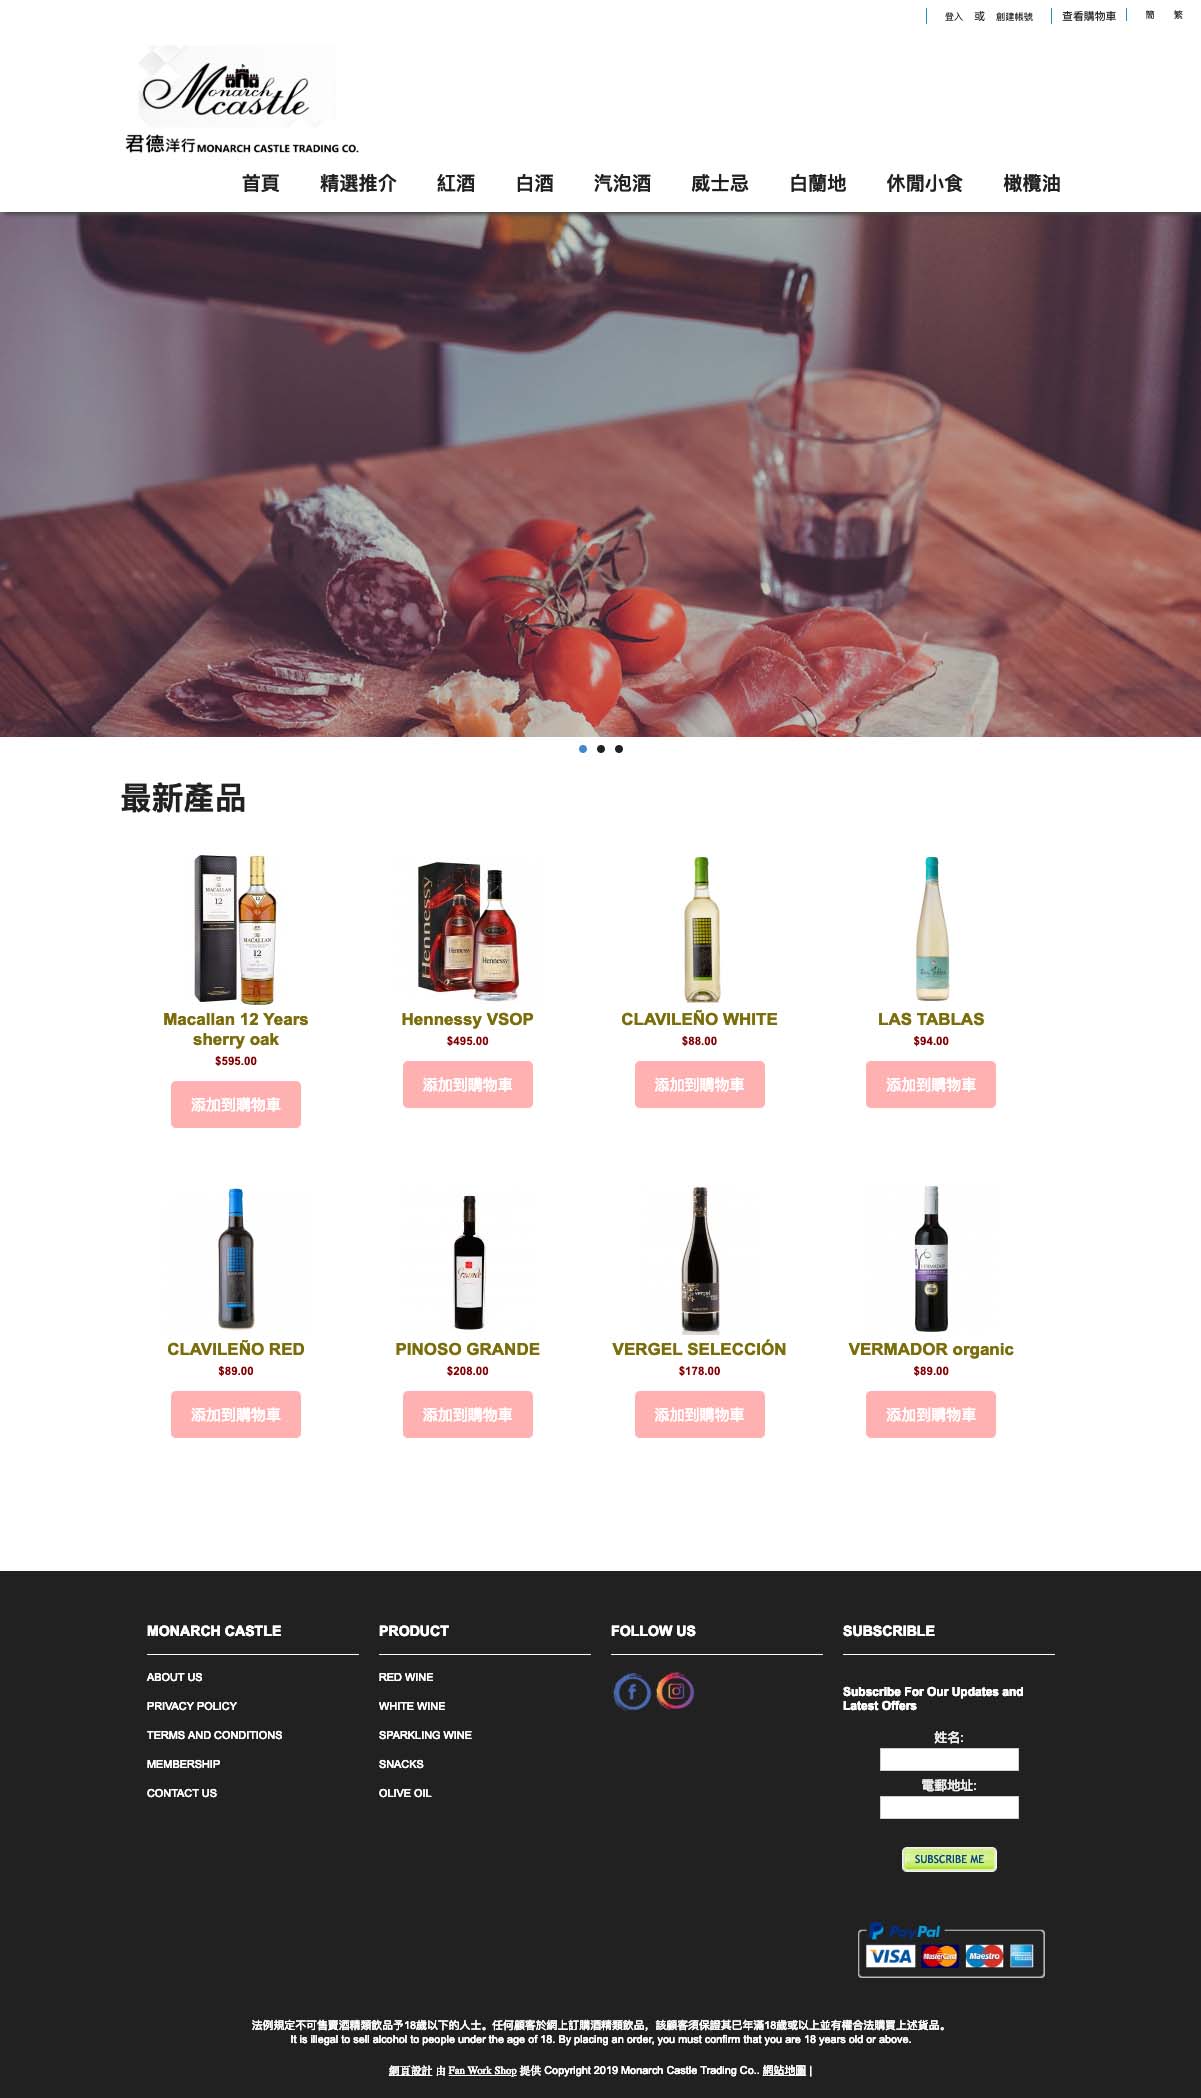 登入 或 創建帳號 查看購物車 簡 繁
Monarch Castle
君德洋行 MONARCH CASTLE TRADING CO.
首頁 精選推介 紅酒 白酒 汽泡酒 威士忌 白蘭地 休閒小食 橄欖油
最新產品
MACALLAN
12
MACALLAN
12
Hennessy
Hennessy
Hennessy
Macallan 12 Years
sherry oak
$595.00
添加到購物車
Hennessy VSOP
$495.00
添加到購物車
CLAVILEÑO WHITE
$88.00
添加到購物車
LAS TABLAS
$94.00
添加到購物車
Grande
vergel
VERMADOR
CLAVILEÑO RED
$89.00
添加到購物車
PINOSO GRANDE
$208.00
添加到購物車
VERGEL SELECCIÓN
$178.00
添加到購物車
VERMADOR organic
$89.00
添加到購物車
MONARCH CASTLE
ABOUT US
PRIVACY POLICY
TERMS AND CONDITIONS
MEMBERSHIP
CONTACT US
PRODUCT
RED WINE
WHITE WINE
SPARKLING WINE
SNACKS
OLIVE OIL
FOLLOW US
SUBSCRIBLE
Subscribe For Our Updates and
Latest Offers
姓名:
電郵地址:
SUBSCRIBE ME
PayPal
VISA MasterCard Maestro
法例規定不可售賣酒精類飲品予18歲以下的人士。任何顧客於網上訂購酒精類飲品，該顧客須保證其巳年滿18歲或以上並有權合法購買上述貨品。
It is illegal to sell alcohol to people under the age of 18. By placing an order, you must confirm that you are 18 years old or above.
網頁設計 由 Fan Work Shop 提供 Copyright 2019 Monarch Castle Trading Co.. 網站地圖 |